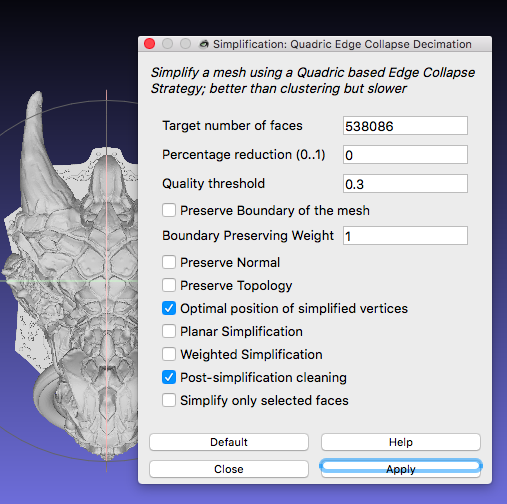 Simplification: Quadric Edge Collapse Decimation
Simplify a mesh using a Quadric based Edge Collapse
Strategy; better than clustering but slower
Target number of faces 538086
Percentage reduction (0..1) 0
Quality threshold 0.3
Preserve Boundary of the mesh
Boundary Preserving Weight 1
Preserve Normal
Preserve Topology
Optimal position of simplified vertices
Planar Simplification
Weighted Simplification
Post-simplification cleaning
Simplify only selected faces
Default Help
Close Apply